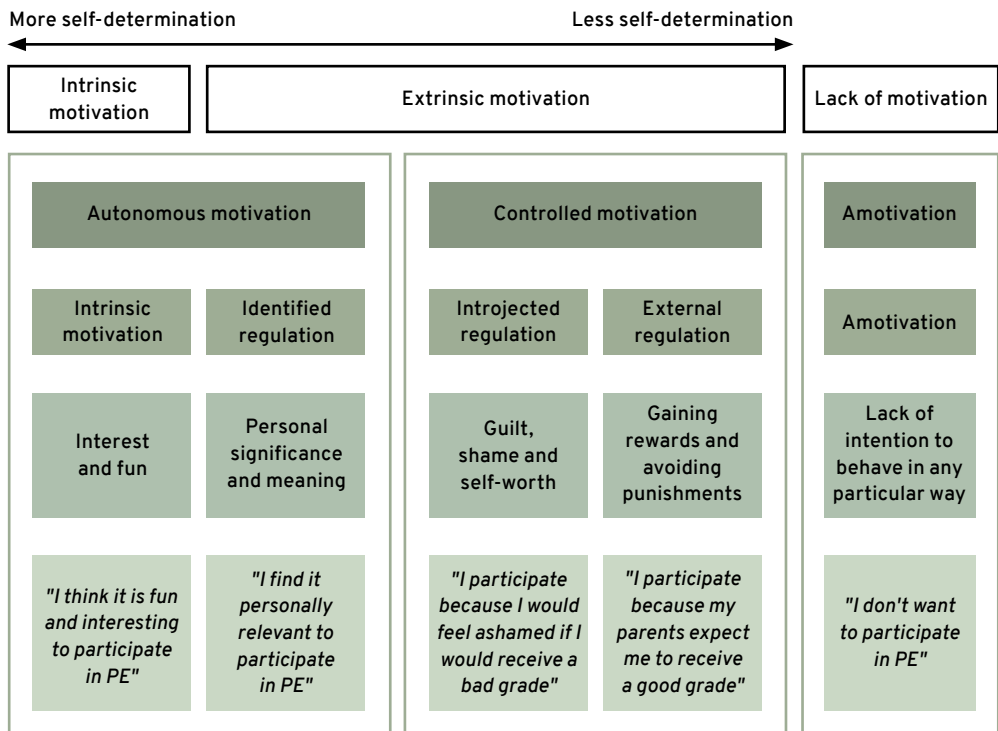 More self-determination
Less self-determination
Intrinsic
motivation
Extrinsic motivation
Lack of motivation
Autonomous motivation
Controlled motivation
Amotivation
Intrinsic
motivation
Identified
regulation
Introjected
regulation
External
regulation
Amotivation
Interest
and fun
Personal
significance
and meaning
Guilt,
shame and
self-worth
Gaining
rewards and
avoiding
punishments
Lack of
intention to
behave in any
particular way
"I think it is fun
and interesting
to participate
in PE"
"I find it
personally
relevant to
participate
in PE"
"I participate
because I would
feel ashamed if I
would receive a
bad grade"
"I participate
because my
parents expect
me to receive
a good grade"
"I don't want
to participate
in PE"